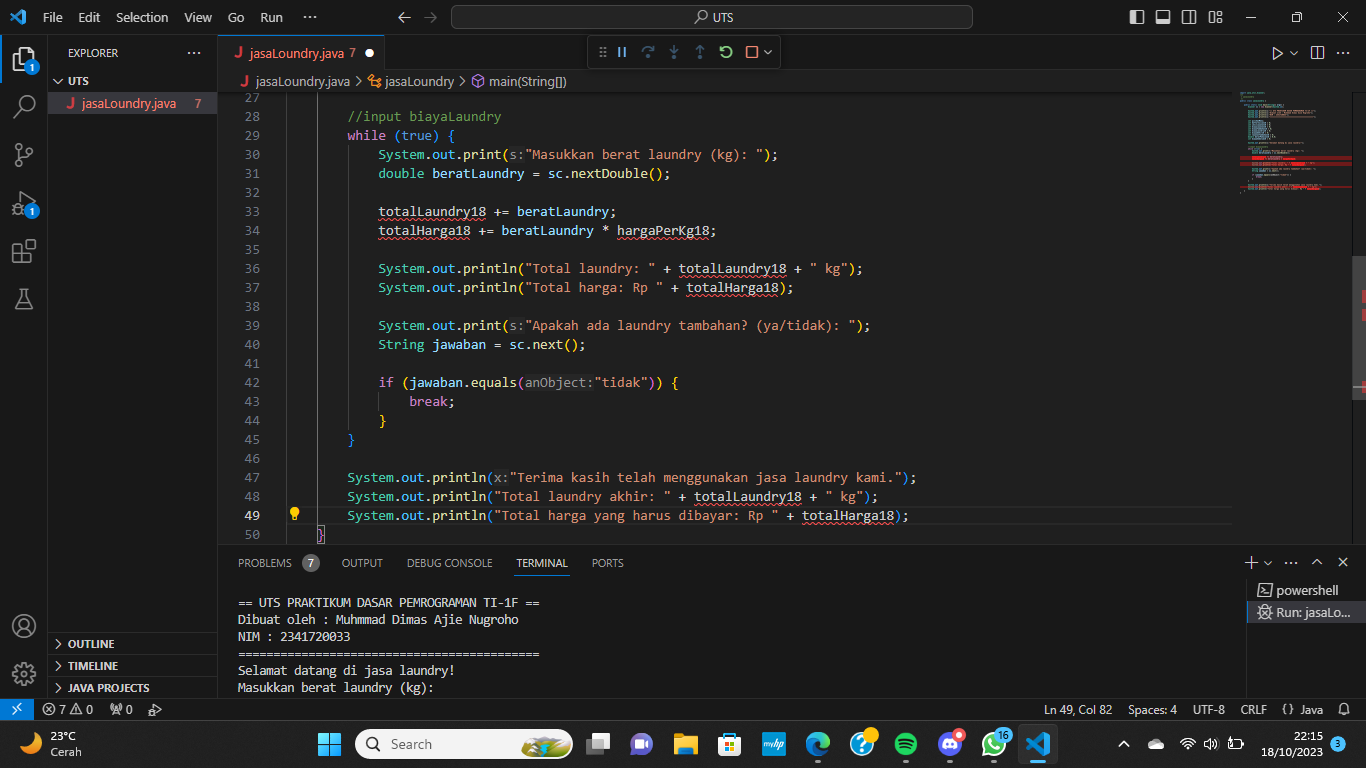 File Edit Selection View Go Run ···
UTS
EXPLORER ···
jasaLoundry.java 7
UTS
jasaLoundry.java > jasaLoundry > main(String[])
jasaLoundry.java 7
27
28 //input biayaLaundry
29 while (true) {
30 System.out.print(s:"Masukkan berat laundry (kg): ");
31 double beratLaundry = sc.nextDouble();
32
33 totalLaundry18 += beratLaundry;
34 totalHarga18 += beratLaundry * hargaPerKg18;
35
36 System.out.println("Total laundry: " + totalLaundry18 + " kg");
37 System.out.println("Total harga: Rp " + totalHarga18);
38
39 System.out.print(s:"Apakah ada laundry tambahan? (ya/tidak): ");
40 String jawaban = sc.next();
41
42 if (jawaban.equals(anObject:"tidak")) {
43 break;
44 }
45 }
46
47 System.out.println(x:"Terima kasih telah menggunakan jasa laundry kami.");
48 System.out.println("Total laundry akhir: " + totalLaundry18 + " kg");
49 System.out.println("Total harga yang harus dibayar: Rp " + totalHarga18);
50 }
1
1
PROBLEMS 7 OUTPUT DEBUG CONSOLE TERMINAL PORTS
== UTS PRAKTIKUM DASAR PEMROGRAMAN TI-1F ==
Dibuat oleh : Muhmmad Dimas Ajie Nugroho
NIM : 2341720033
===========================================
Selamat datang di jasa laundry!
Masukkan berat laundry (kg):
powershell
Run: jasaLo...
OUTLINE
TIMELINE
JAVA PROJECTS
7 0 0
Ln 49, Col 82 Spaces: 4 UTF-8 CRLF {} Java
23°C
Cerah
Search
myhp
16
22:15
18/10/2023
3